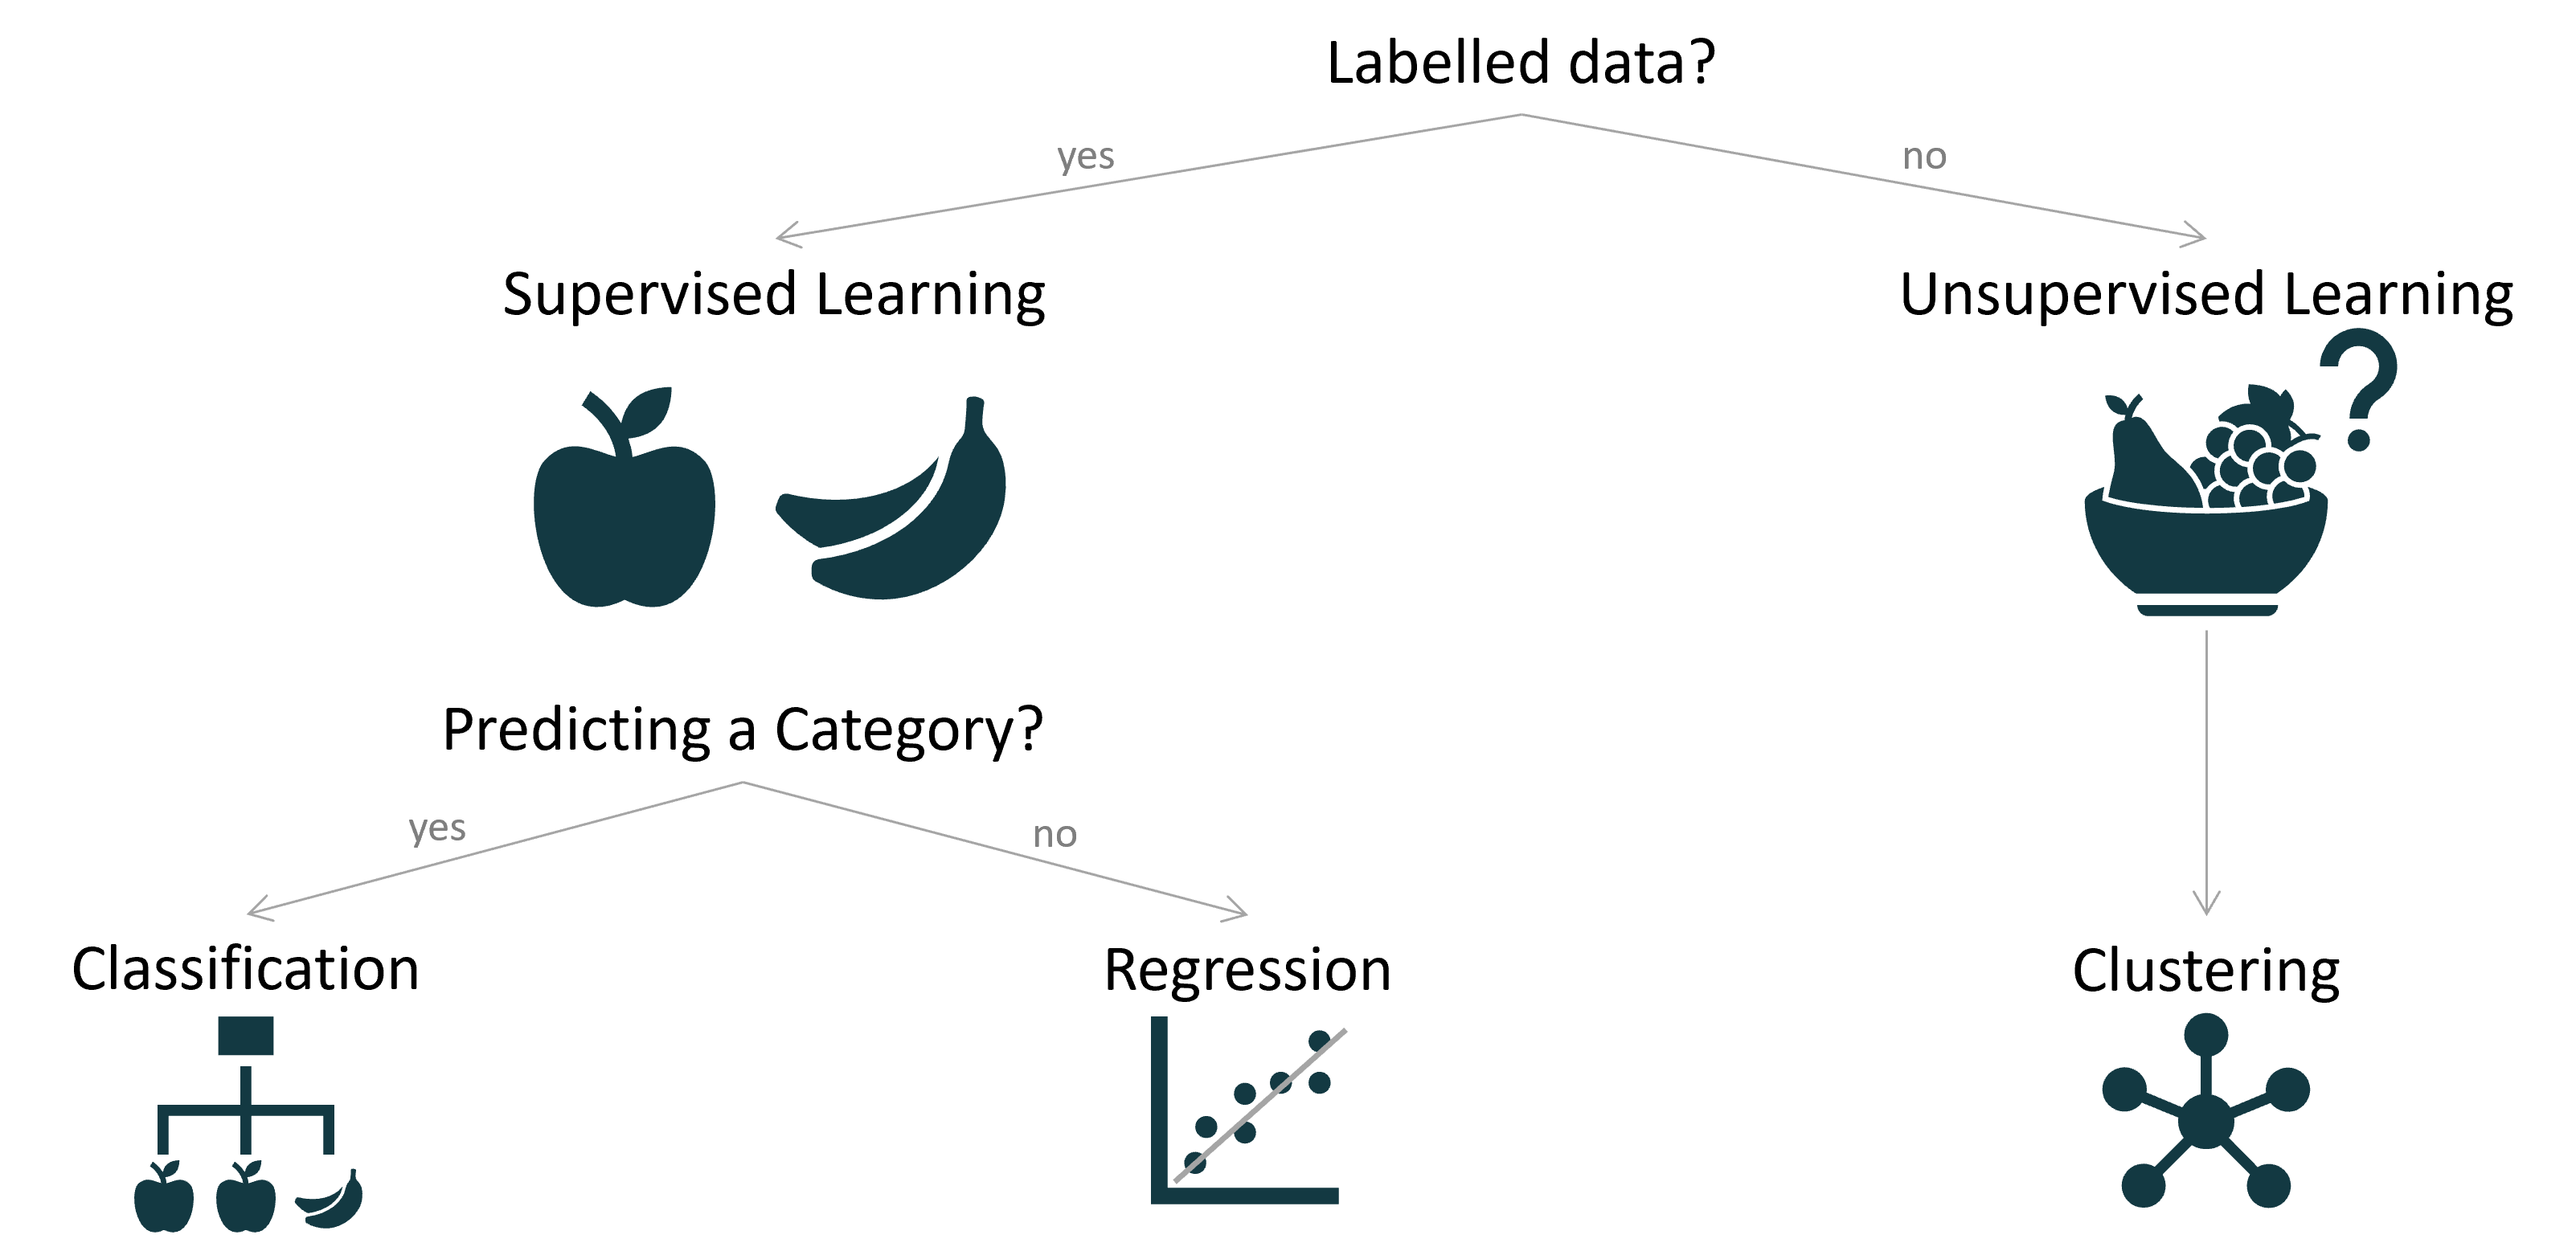 Labelled data?
yes
no
Supervised Learning
Unsupervised Learning
?
Predicting a Category?
yes
no
Classification
Regression
Clustering